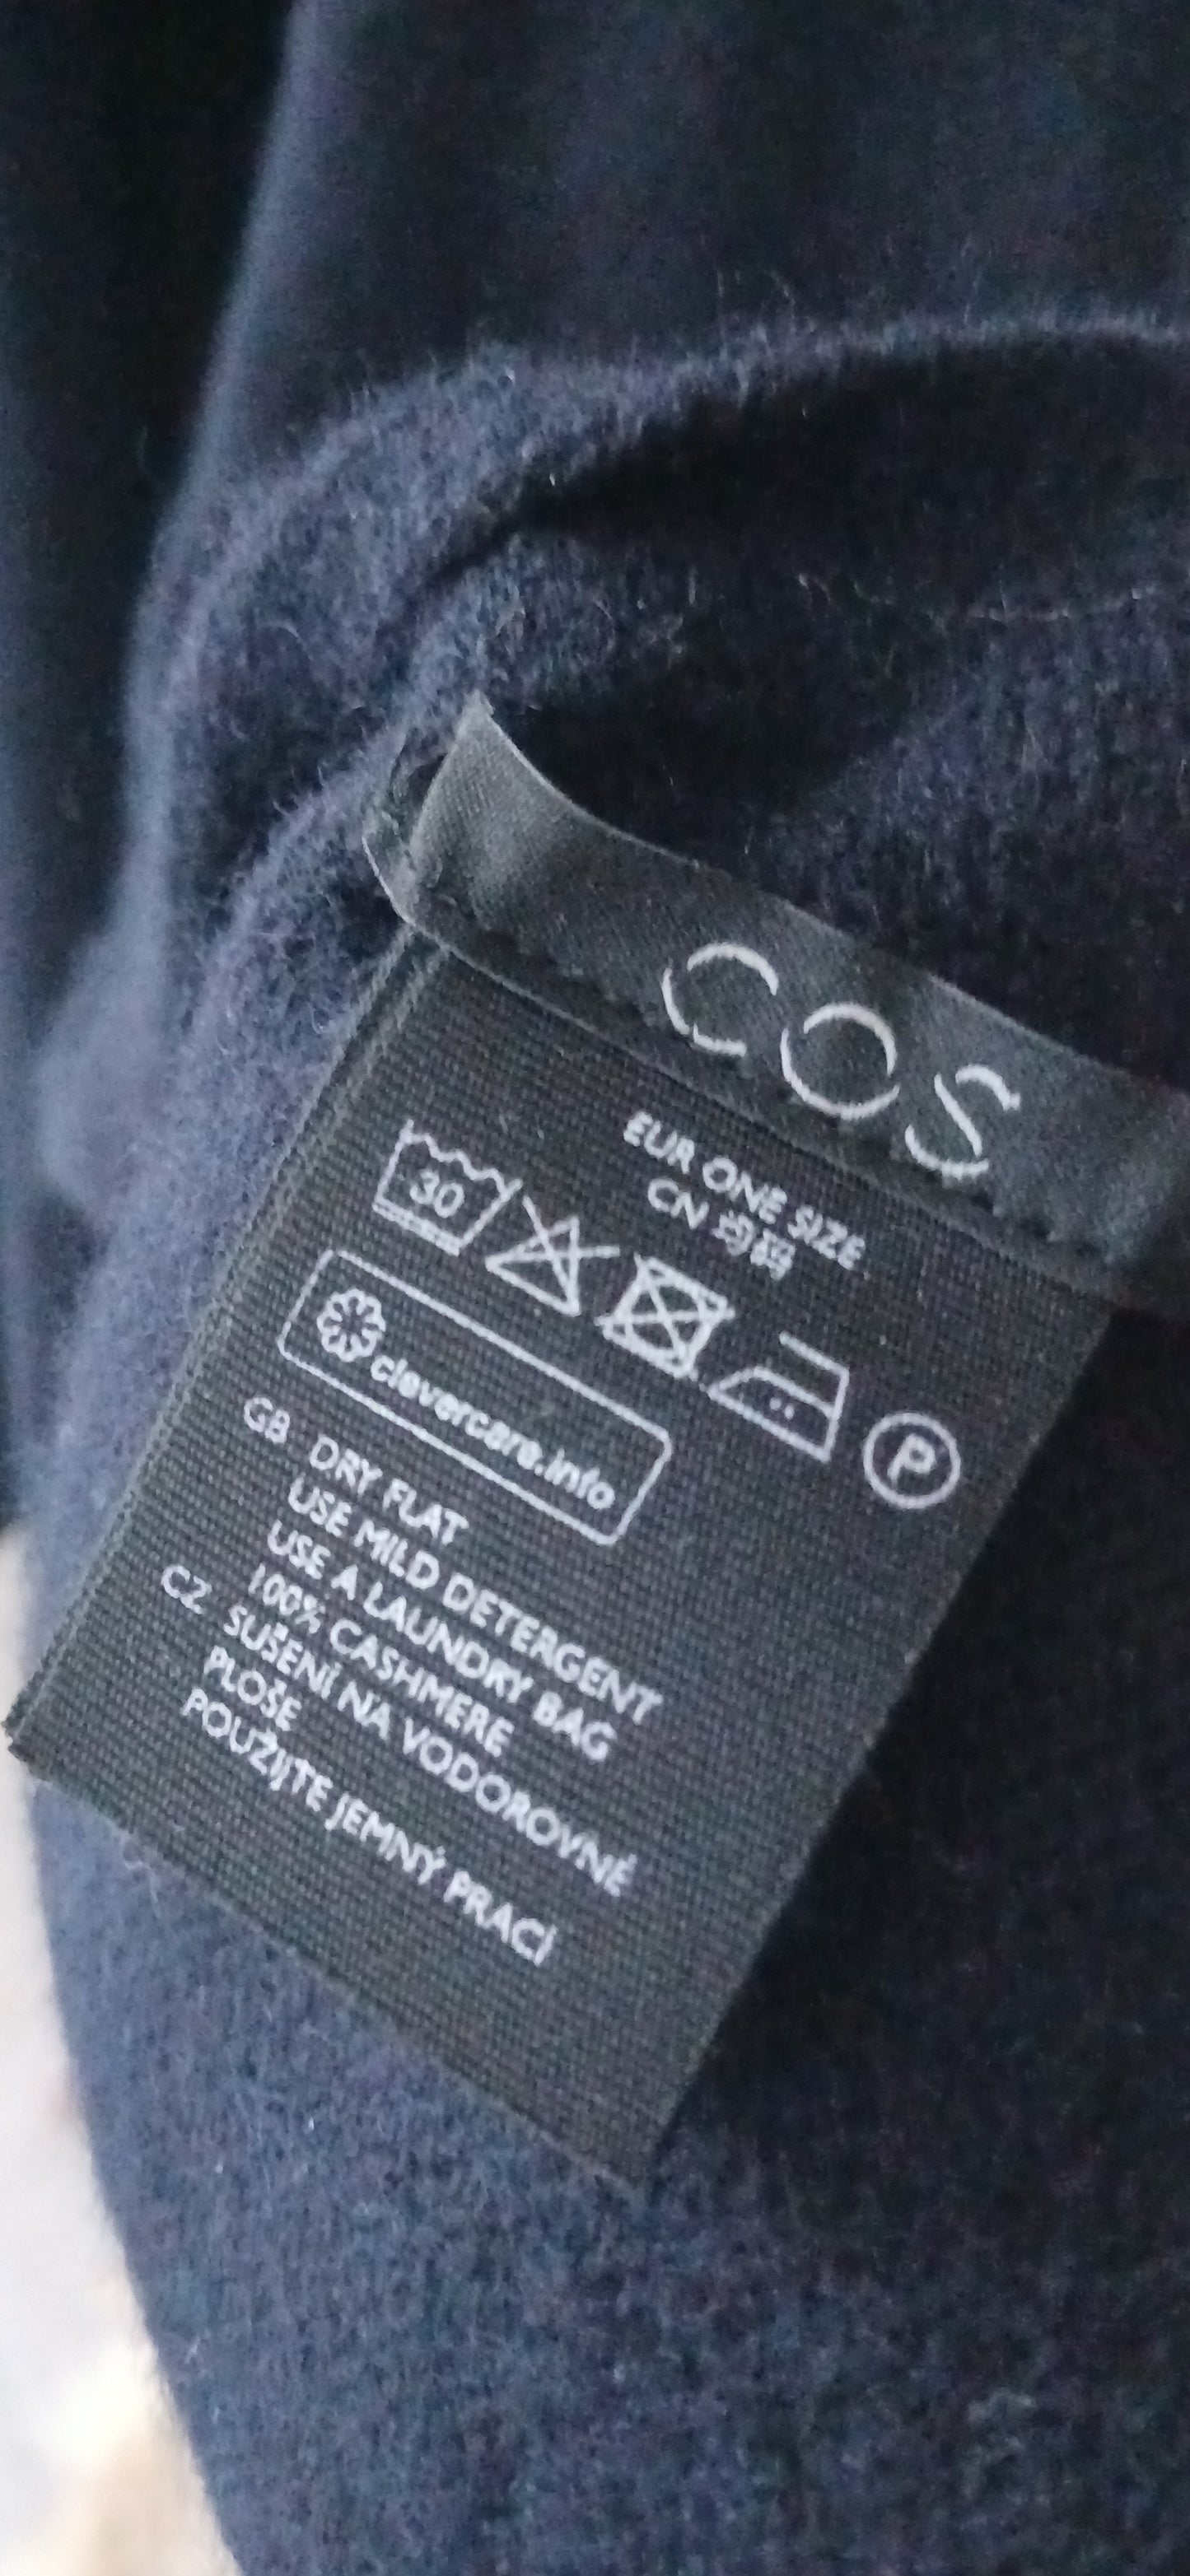 COS
EUR ONE SIZE
CN 均码
30
P
clevercare.info
GB DRY FLAT
USE MILD DETERGENT
USE A LAUNDRY BAG
100% CASHMERE
CZ SUŠENÍ NA VODOROVNÉ
PLOŠE
POUŽIJTE JEMNÝ PRACÍ